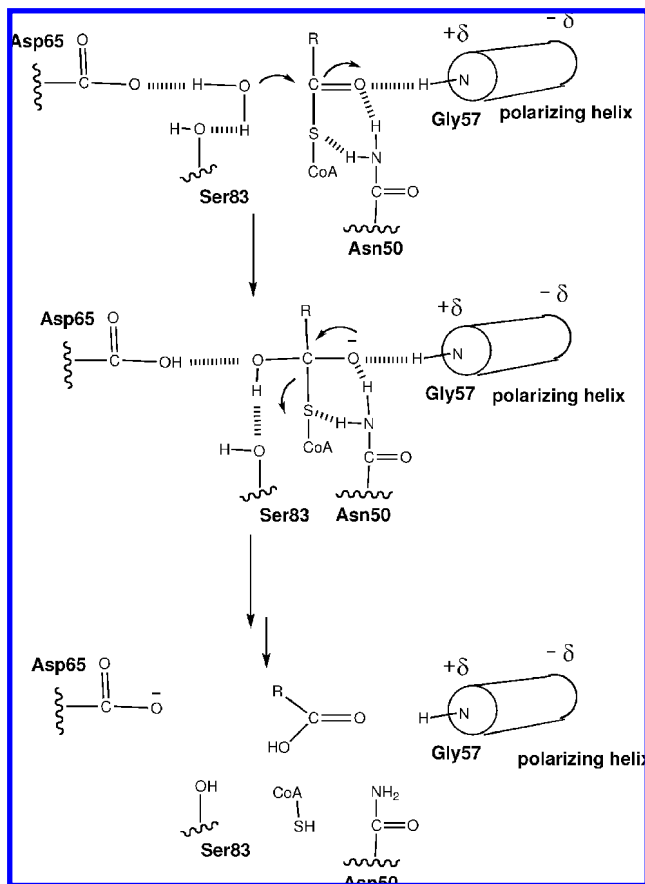 +δ - δ
Asp65 O R
C O H O C O H N
H O H S H Gly57 polarizing helix
CoA H N
Ser83 C O
Asn50
+δ - δ
Asp65 O R
C OH O C O - H N
H S H H N Gly57 polarizing helix
H O CoA C O
Ser83 Asn50
+δ - δ
Asp65 O
C O - R H N
C O Gly57
HO polarizing helix
OH CoA NH2
SH C O
Ser83
Asn50